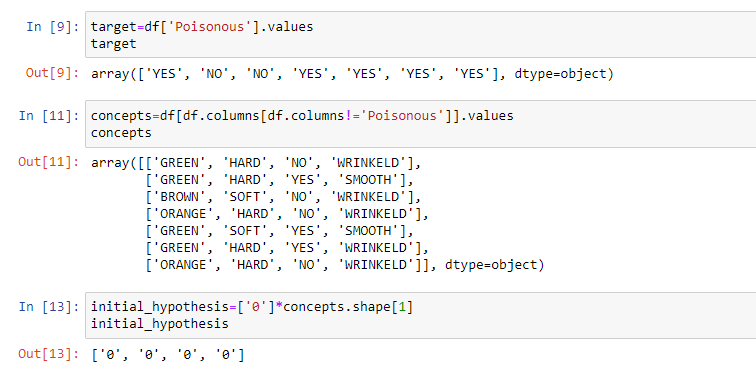 In [9]: target=df['Poisonous'].values
target
Out[9]: array(['YES', 'NO', 'NO', 'YES', 'YES', 'YES', 'YES'], dtype=object)
In [11]: concepts=df[df.columns[df.columns!='Poisonous']].values
concepts
Out[11]: array([['GREEN', 'HARD', 'NO', 'WRINKELD'],
['GREEN', 'HARD', 'YES', 'SMOOTH'],
['BROWN', 'SOFT', 'NO', 'WRINKELD'],
['ORANGE', 'HARD', 'NO', 'WRINKELD'],
['GREEN', 'SOFT', 'YES', 'SMOOTH'],
['GREEN', 'HARD', 'YES', 'WRINKELD'],
['ORANGE', 'HARD', 'NO', 'WRINKELD']], dtype=object)
In [13]: initial_hypothesis=['0']*concepts.shape[1]
initial_hypothesis
Out[13]: ['0', '0', '0', '0']